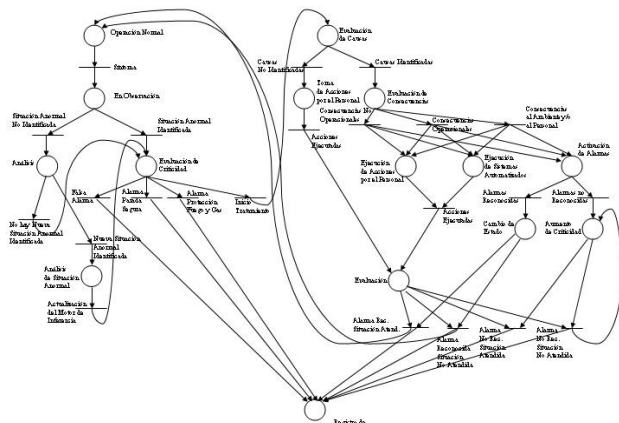 Operación Normal
Síntoma
En Observación
Situación Anormal
No Identificada
Situación Anormal
Identificada
Análisis
Evaluación de
Criticidad
Falsa
Alarma
Alarma
Parada
Segura
Alarma
Protección
Fuego y Gas
Inicio
Tratamiento
No hay Nueva
Situación Anormal
Identificada
Nueva Situación
Anormal
Identificada
Análisis
de Situación
Anormal
Actualización
del Motor de
Inferencia
Evaluación
de Causas
Causas
No Identificadas
Causas Identificadas
Toma
de Acciones
por el Personal
Evaluación de
Consecuencias
Acciones
Ejecutadas
Consecuencias No
Operacionales
Consecuencias
Operacionales
Consecuencias
al Ambiente y/o
al Personal
Ejecución
de Acciones
por el Personal
Ejecución
de Sistemas
Automatizados
Activación
de Alarmas
Acciones
Ejecutadas
Alarmas
Reconocidas
Alarmas no
Reconocidas
Cambio de
Estado
Aumento
de Criticidad
Evaluación
Alarma Rec.
Situación Atend.
Alarma
Reconocida
Situación
No Atendida
Alarma
No Rec.
Situación
Atendida
Alarma
No Rec.
Situación
No Atendida
Registro de